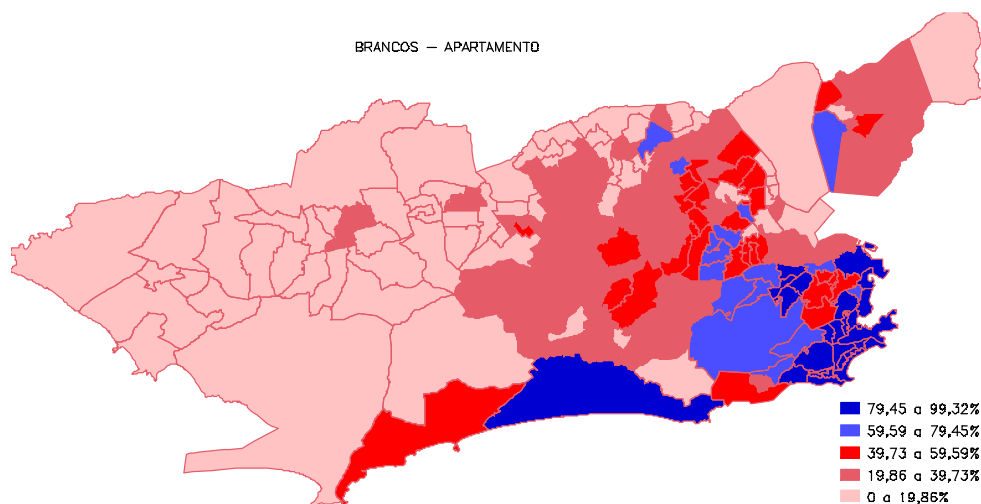 BRANCOS – APARTAMENTO
79,45 a 99,32%
59,59 a 79,45%
39,73 a 59,59%
19,86 a 39,73%
0 a 19,86%